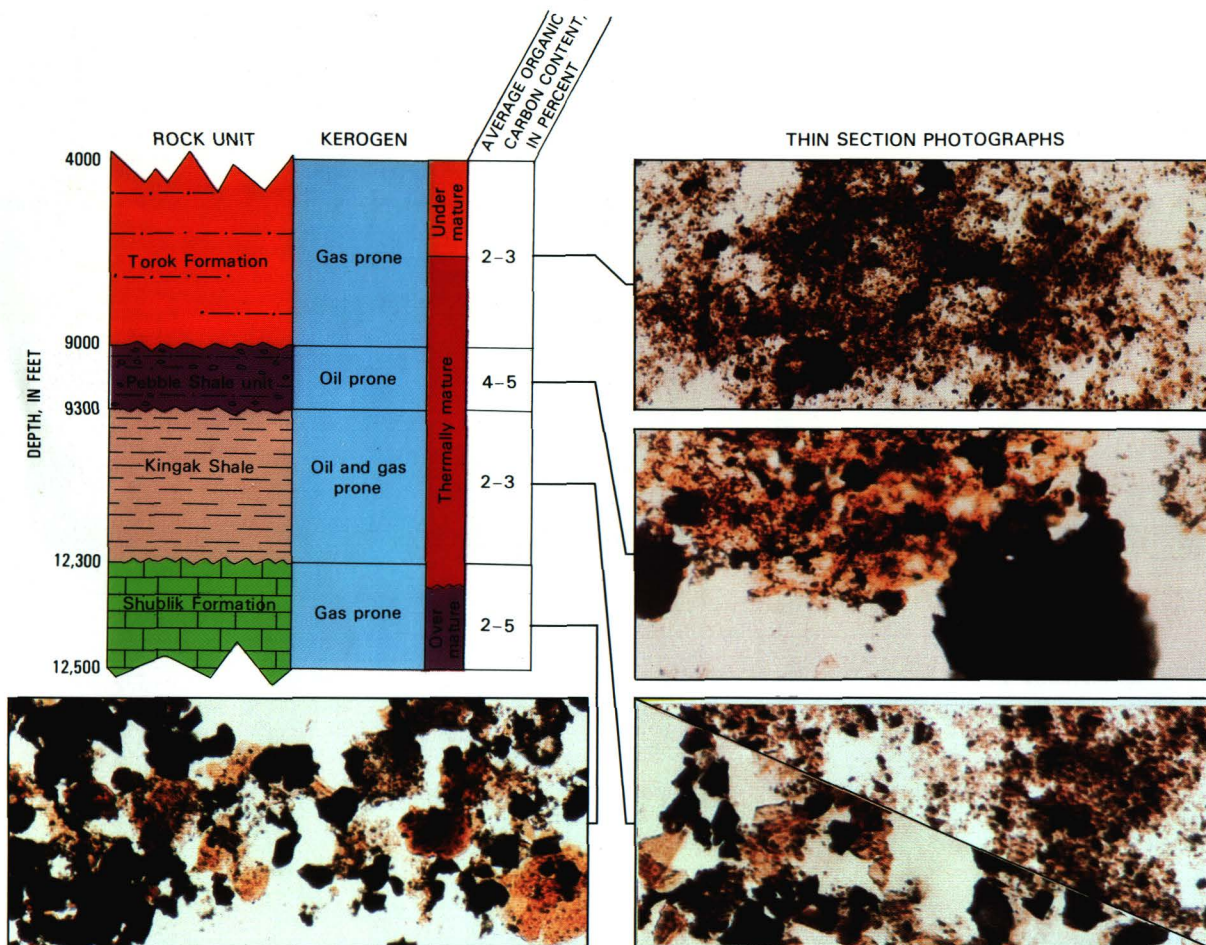 AVERAGE ORGANIC
CARBON CONTENT,
IN PERCENT
ROCK UNIT
KEROGEN
THIN SECTION PHOTOGRAPHS
DEPTH, IN FEET
4000
Torok Formation
Gas prone
Under
mature
2–3
9000
Pebble Shale unit
Oil prone
Thermally mature
4–5
9300
Kingak Shale
Oil and gas
prone
2–3
12,300
Shublik Formation
Gas prone
Over
mature
2–5
12,500